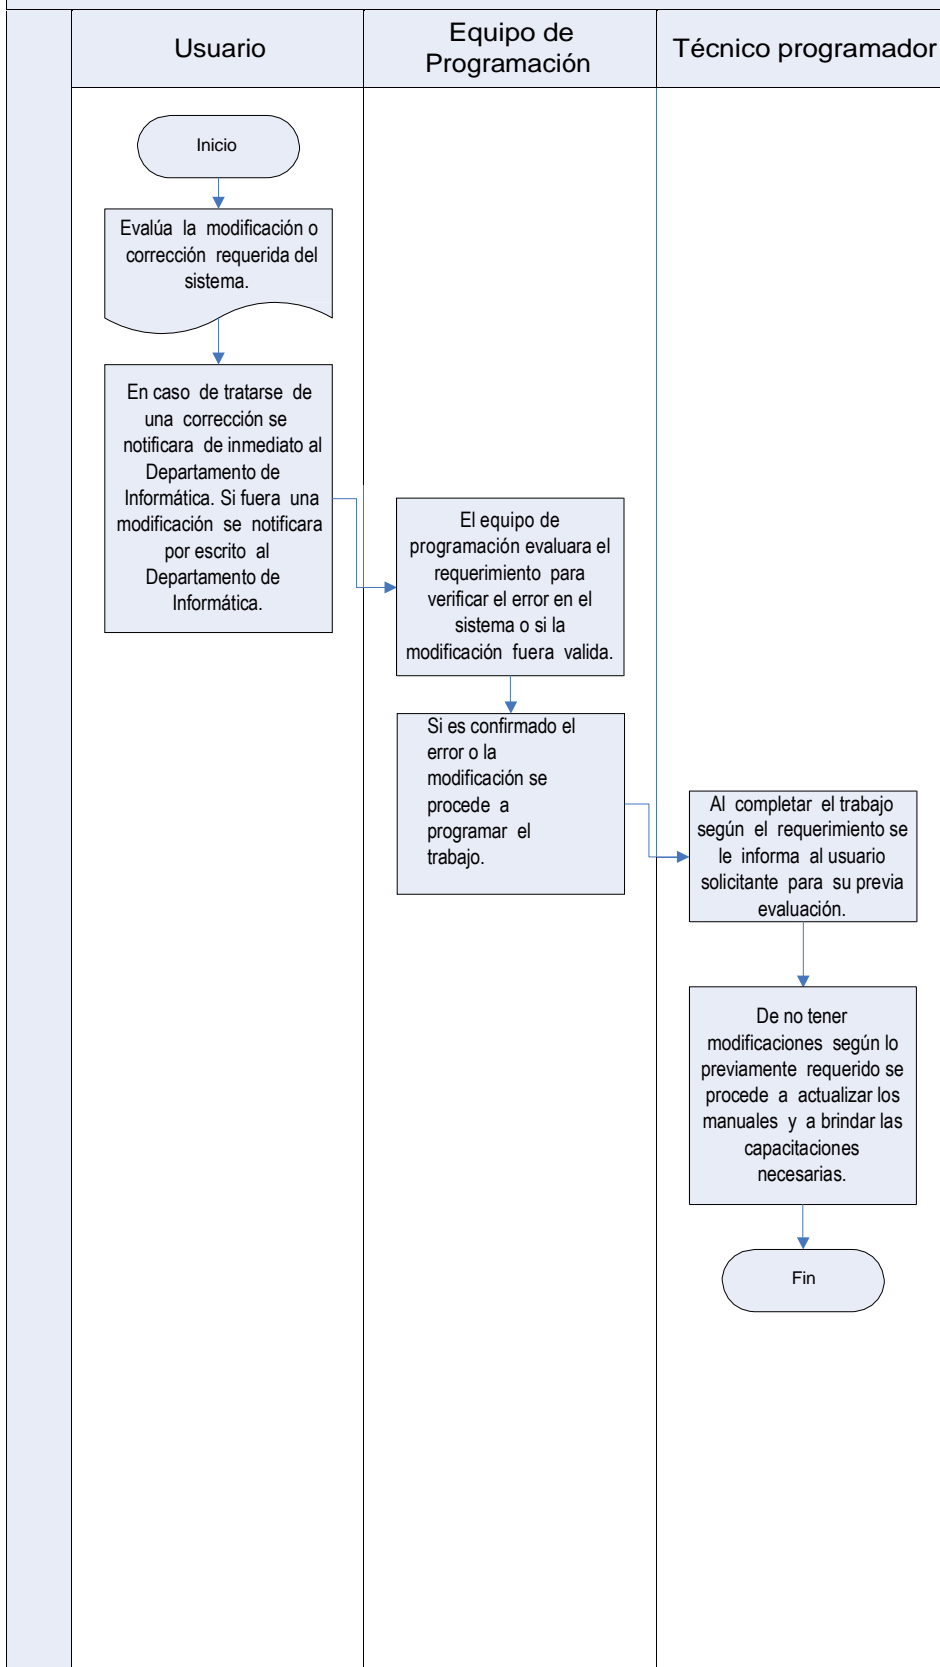 Usuario
Equipo de
Programación
Técnico programador
Inicio
Evalúa la modificación o
corrección requerida del
sistema.
En caso de tratarse de
una corrección se
notificara de inmediato al
Departamento de
Informática. Si fuera una
modificación se notificara
por escrito al
Departamento de
Informática.
El equipo de
programación evaluara el
requerimiento para
verificar el error en el
sistema o si la
modificación fuera valida.
Si es confirmado el
error o la
modificación se
procede a
programar el
trabajo.
Al completar el trabajo
según el requerimiento se
le informa al usuario
solicitante para su previa
evaluación.
De no tener
modificaciones según lo
previamente requerido se
procede a actualizar los
manuales y a brindar las
capacitaciones
necesarias.
Fin